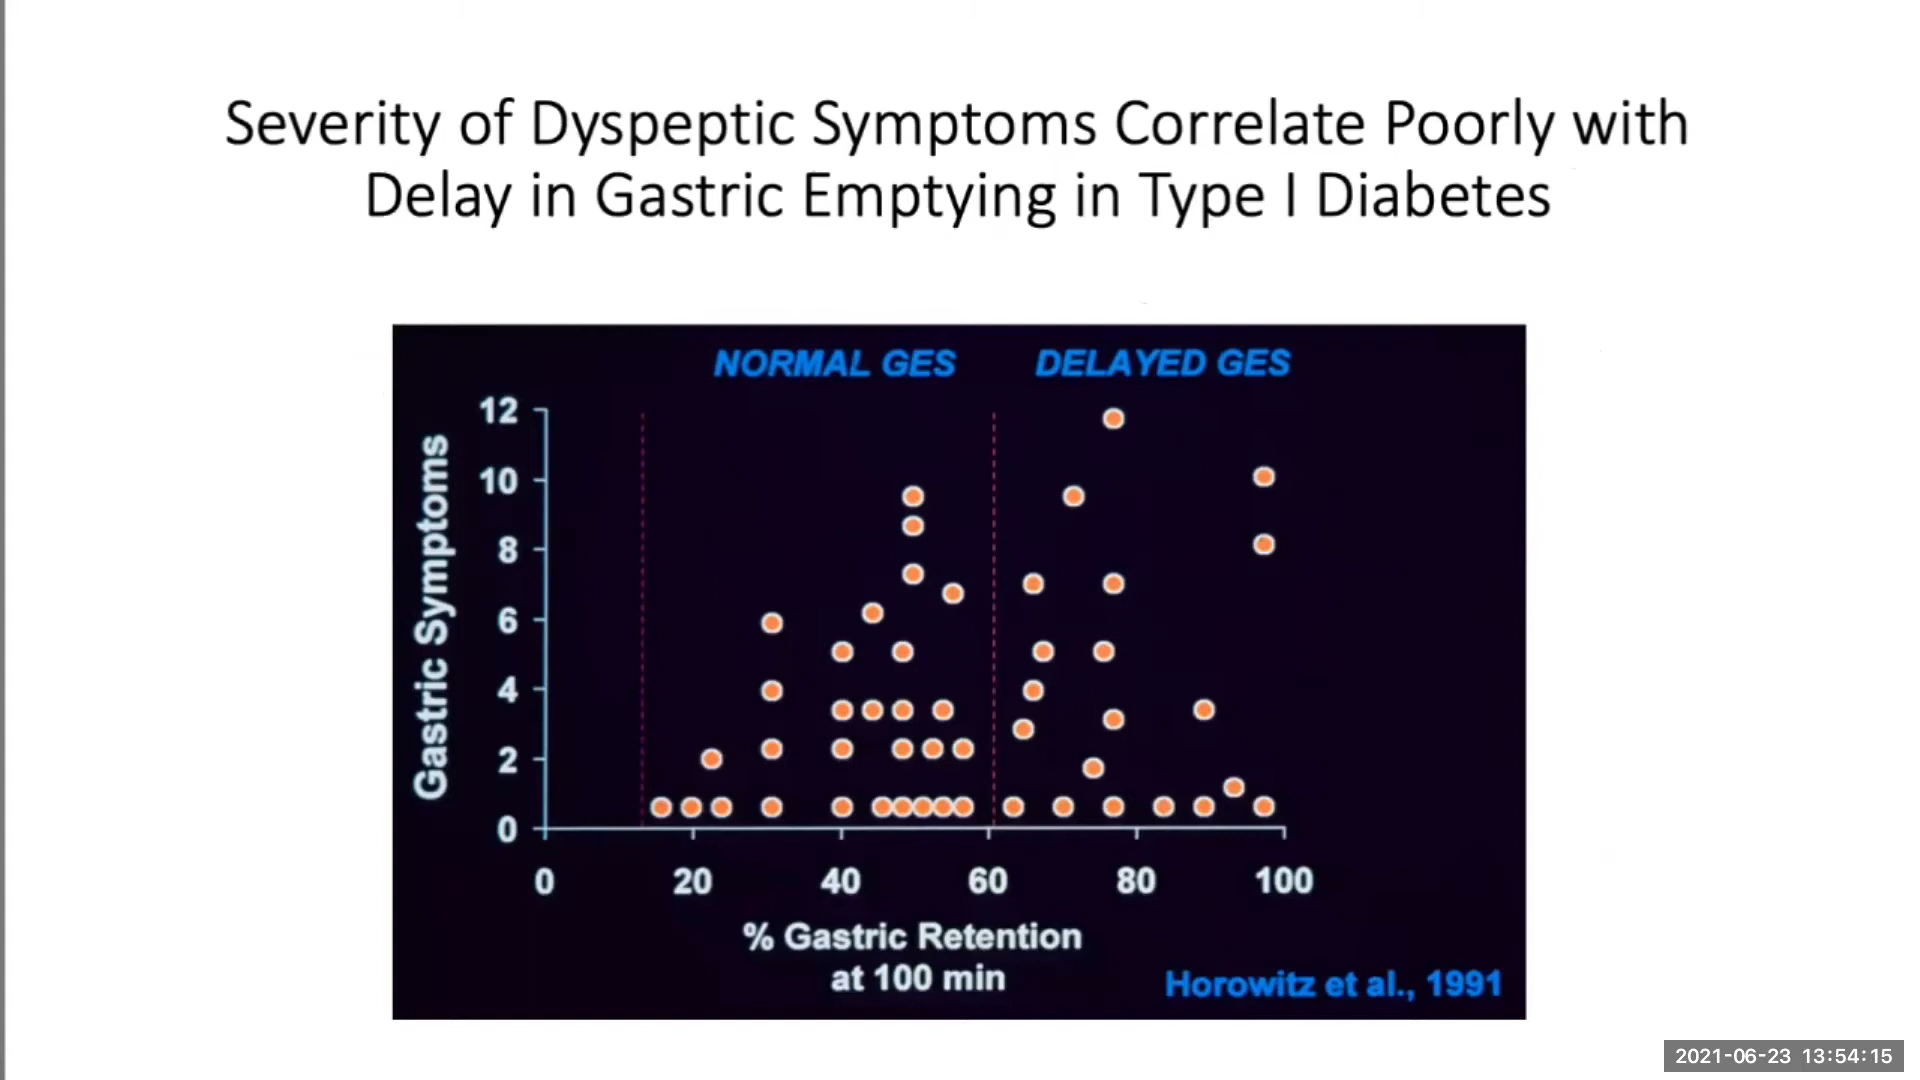 Severity of Dyspeptic Symptoms Correlate Poorly with
Delay in Gastric Emptying in Type I Diabetes
NORMAL GES
DELAYED GES
Gastric Symptoms
12
10
8
6
4
2
0
0 20 40 60 80 100
% Gastric Retention
at 100 min
Horowitz et al., 1991
2021-06-23 13:54:15